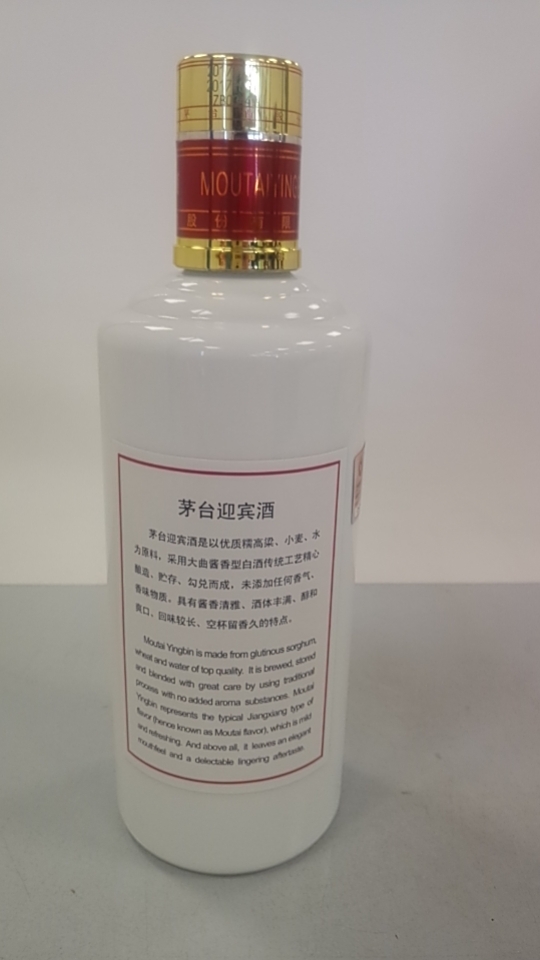 2017
MOUTAI YING
股份有限
茅台迎宾酒
茅台迎宾酒是以优质糯高粱、小麦、水
为原料，采用大曲酱香型白酒传统工艺精心
酿造、贮存、勾兑而成，未添加任何香气、
香味物质。具有酱香清雅、酒体丰满、醇和
爽口、回味较长、空杯留香久的特点。
Moutai Yingbin is made from glutinous sorghum,
wheat and water of top quality. It is brewed, stored
and blended with great care by using traditional
process with no added aroma substances. Moutai
Yingbin represents the typical Jiangxiang type of
flavor (hence known as Moutai flavor), which is mild
and refreshing. And above all, it leaves an elegant
mouthfeel and a delectable lingering aftertaste.